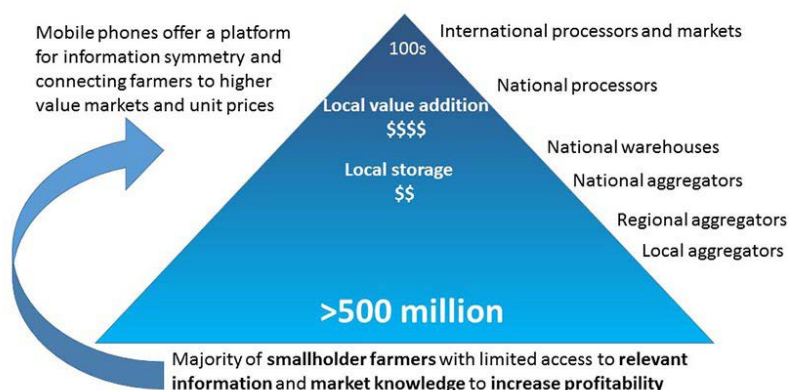 Mobile phones offer a platform
for information symmetry and
connecting farmers to higher
value markets and unit prices
100s
International processors and markets
National processors
Local value addition
$$$$
National warehouses
Local storage
$$
National aggregators
Regional aggregators
Local aggregators
>500 million
Majority of smallholder farmers with limited access to relevant
information and market knowledge to increase profitability